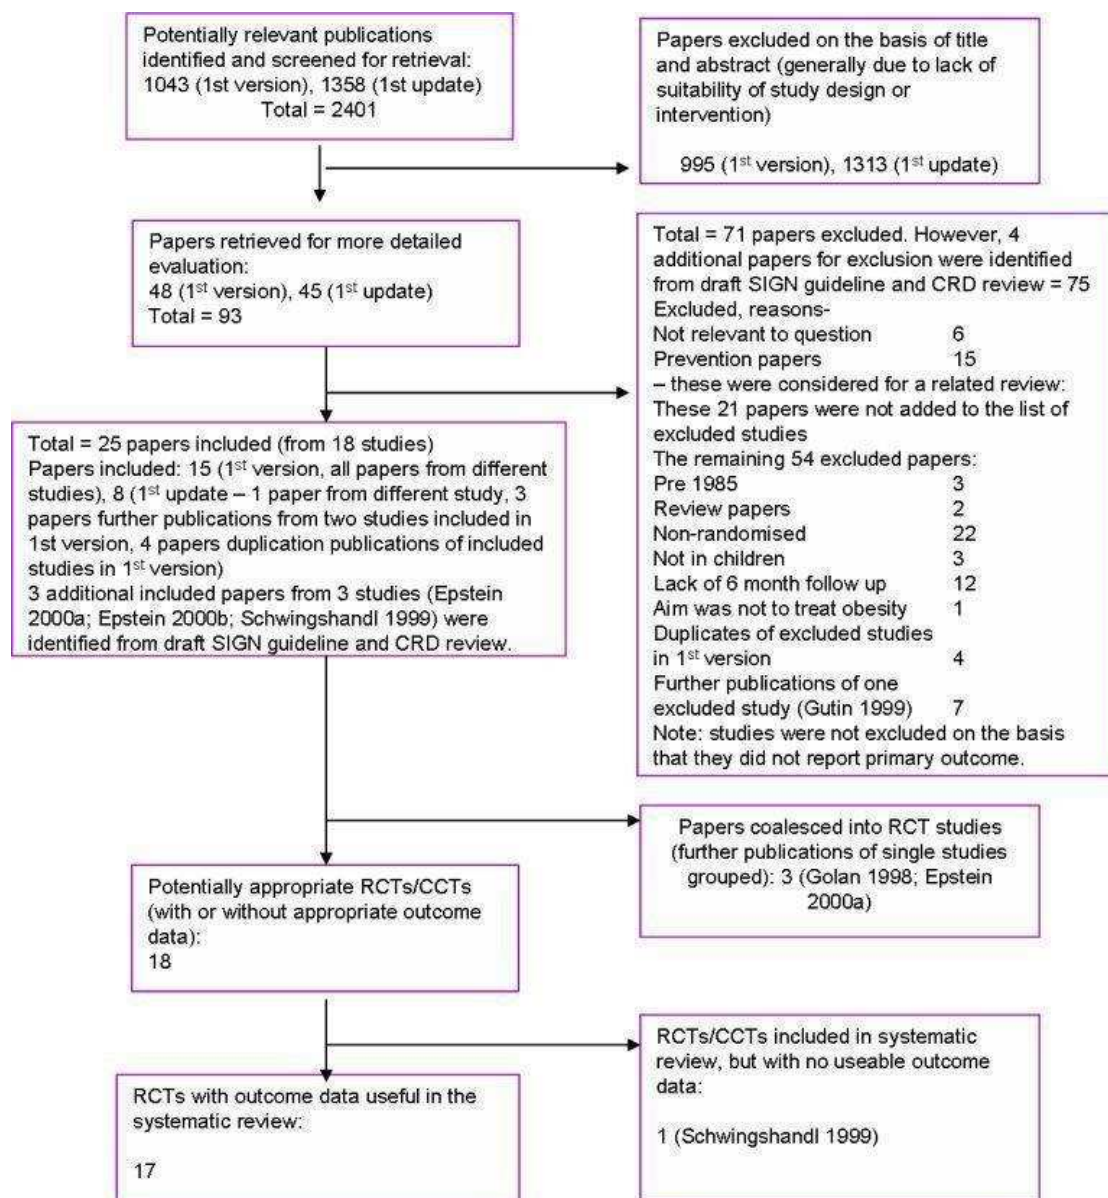 Potentially relevant publications
identified and screened for retrieval:
1043 (1st version), 1358 (1st update)
Total = 2401
Papers excluded on the basis of title
and abstract (generally due to lack of
suitability of study design or
intervention)
995 (1st version), 1313 (1st update)
Papers retrieved for more detailed
evaluation:
48 (1st version), 45 (1st update)
Total = 93
Total = 71 papers excluded. However, 4
additional papers for exclusion were identified
from draft SIGN guideline and CRD review = 75
Excluded, reasons-
Not relevant to question 6
Prevention papers 15
– these were considered for a related review:
These 21 papers were not added to the list of
excluded studies
The remaining 54 excluded papers:
Pre 1985 3
Review papers 2
Non-randomised 22
Not in children 3
Lack of 6 month follow up 12
Aim was not to treat obesity 1
Duplicates of excluded studies
in 1st version 4
Further publications of one
excluded study (Gutin 1999) 7
Note: studies were not excluded on the basis
that they did not report primary outcome.
Total = 25 papers included (from 18 studies)
Papers included: 15 (1st version, all papers from different
studies), 8 (1st update – 1 paper from different study, 3
papers further publications from two studies included in
1st version, 4 papers duplication publications of included
studies in 1st version)
3 additional included papers from 3 studies (Epstein
2000a; Epstein 2000b; Schwingshandl 1999) were
identified from draft SIGN guideline and CRD review.
Papers coalesced into RCT studies
(further publications of single studies
grouped): 3 (Golan 1998; Epstein
2000a)
Potentially appropriate RCTs/CCTs
(with or without appropriate outcome
data):
18
RCTs/CCTs included in systematic
review, but with no useable outcome
data:
1 (Schwingshandl 1999)
RCTs with outcome data useful in the
systematic review:
17